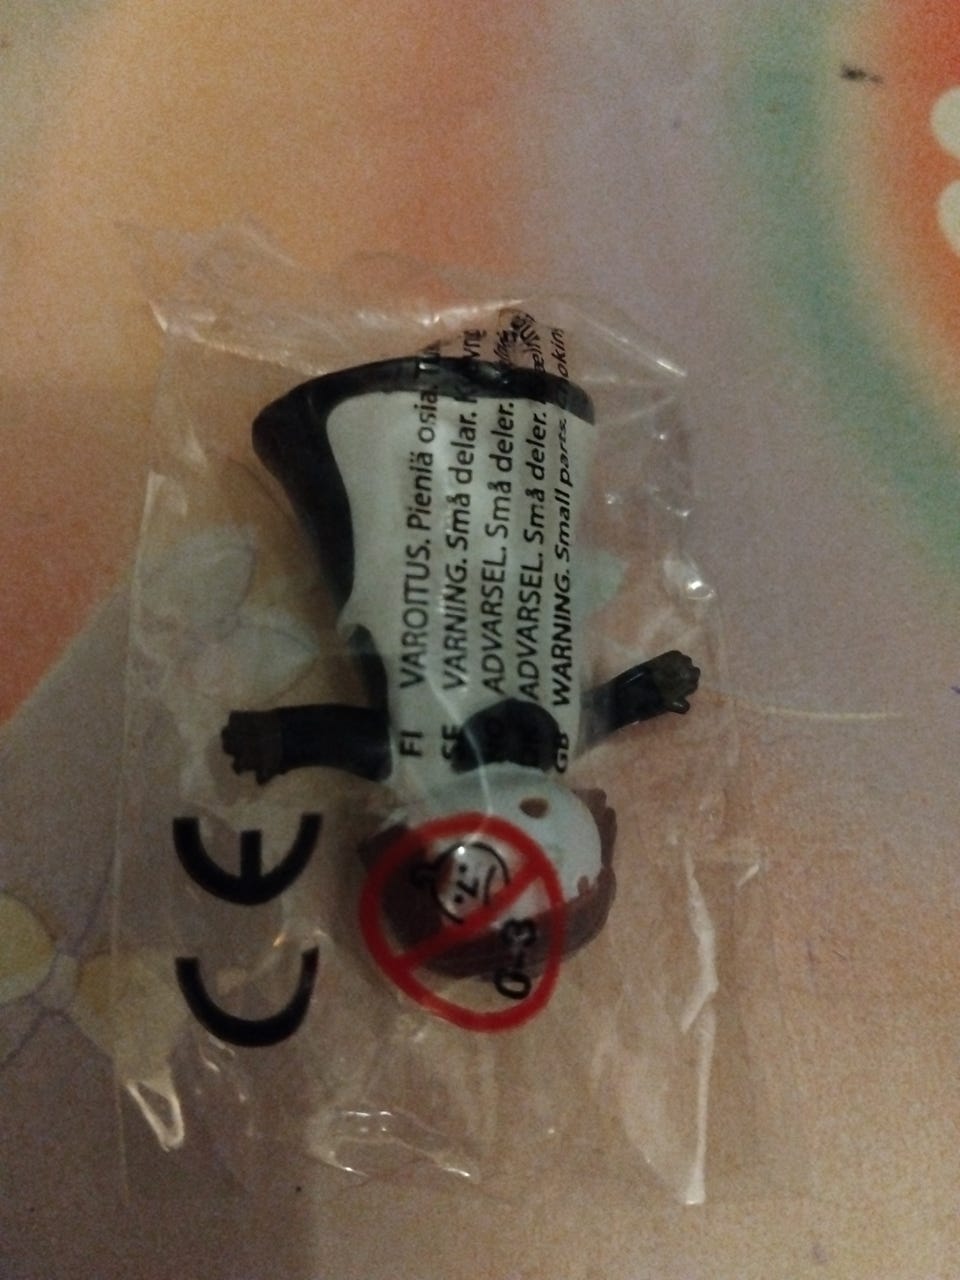 FI VAROITUS. Pieniä osia.
SE VARNING. Små delar.
NO ADVARSEL. Små deler.
ADVARSEL. Små deler.
GB WARNING. Small parts.
CE
0-3